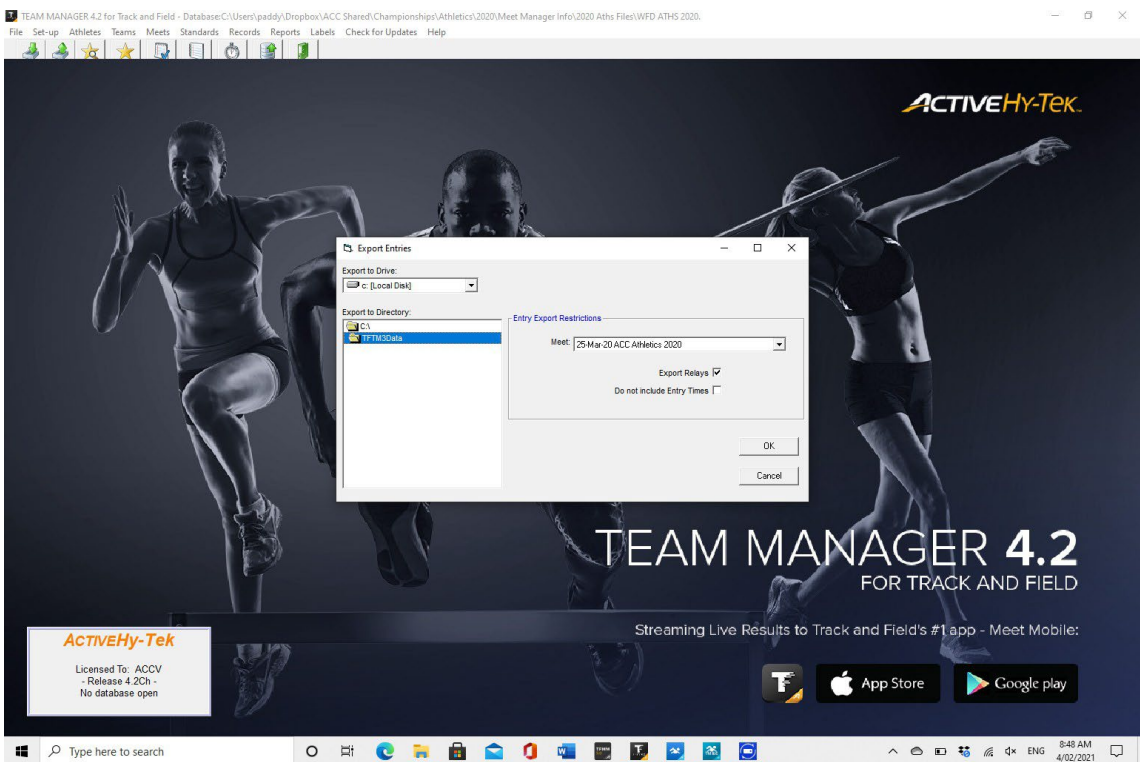 TEAM MANAGER 4.2 for Track and Field - Database:C:\Users\paddy\Dropbox\ACC Shared\Championships\Athletics\2020\Meet Manager Info\2020 Aths Files\WFD ATHS 2020.
File Set-up Athletes Teams Meets Standards Records Reports Labels Check for Updates Help
ACTIVEHy-Tek
Export Entries
Export to Drive:
c: [Local Disk]
Export to Directory:
C:\
TFTM3Data
Entry Export Restrictions
Meet: 25-Mar-20 ACC Athletics 2020
Export Relays
Do not include Entry Times
OK
Cancel
TEAM MANAGER 4.2
FOR TRACK AND FIELD
Streaming Live Results to Track and Field's #1 app - Meet Mobile:
App Store
Google play
ACTIVEHy-Tek
Licensed To: ACCV
- Release 4.2Ch -
No database open
Type here to search
ENG
8:48 AM
4/02/2021